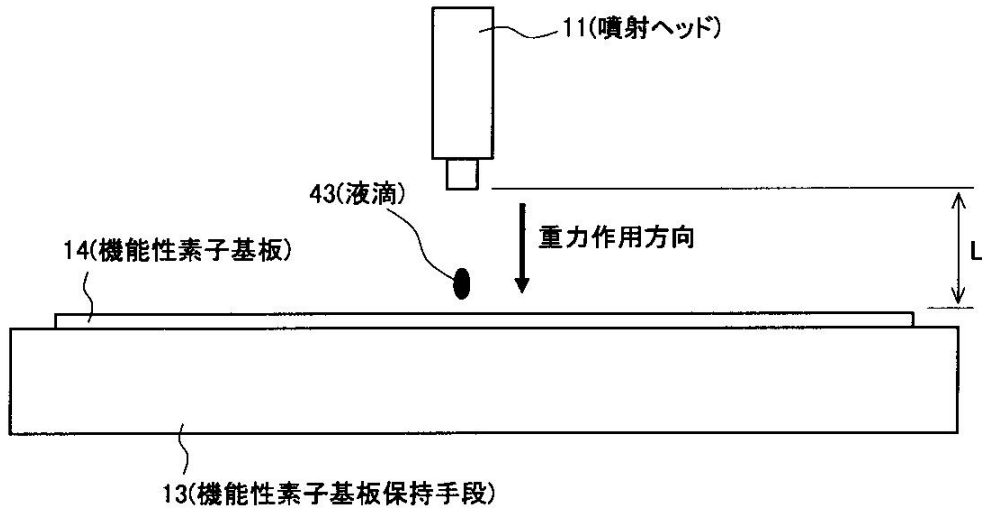 11(噴射ヘッド)
43(液滴)
重力作用方向
L
14(機能性素子基板)
13(機能性素子基板保持手段)